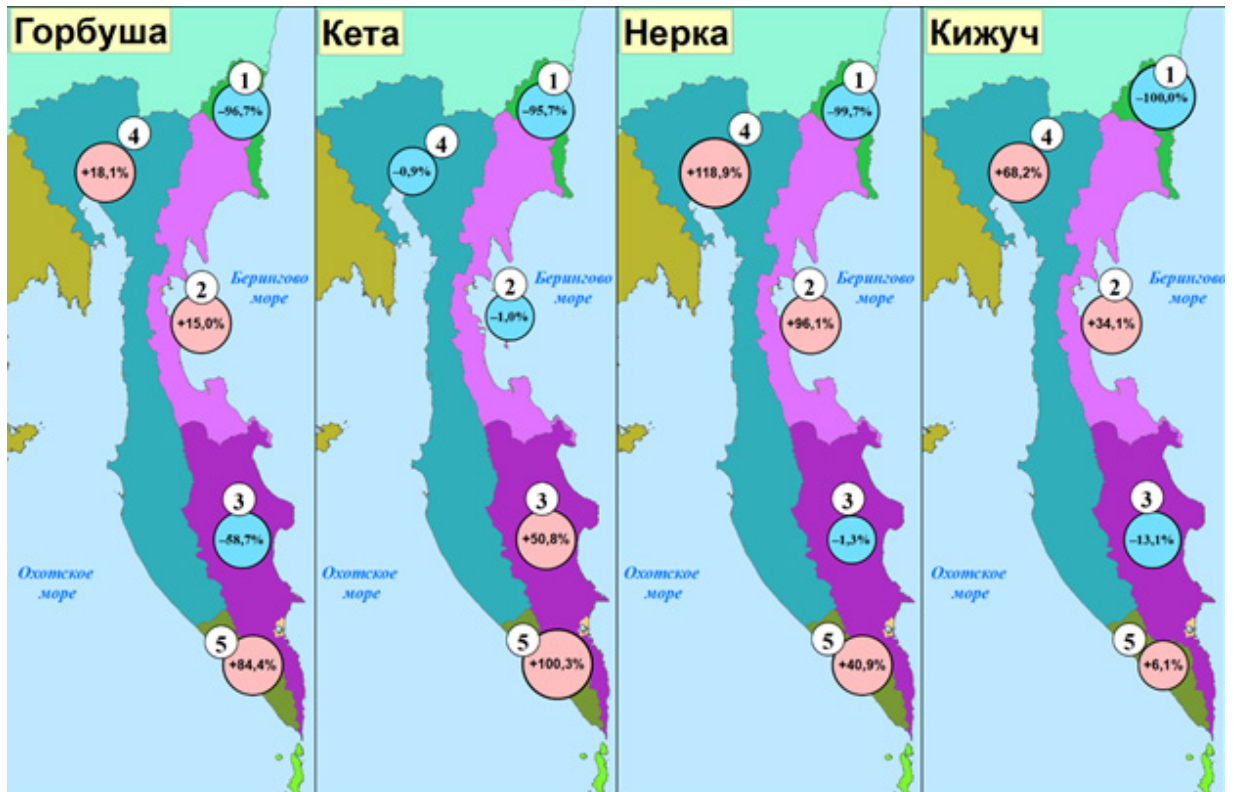 Горбуша
1
–96,7%
4
+18,1%
2
Берингово
море
+15,0%
3
–58,7%
Охотское
море
5
+84,4%
Кета
1
–95,7%
4
–0,9%
2
Берингово
море
–1,0%
3
+50,8%
Охотское
море
5
+100,3%
Нерка
1
–99,7%
4
+118,9%
2
Берингово
море
+96,1%
3
–1,3%
Охотское
море
5
+40,9%
Кижуч
1
–100,0%
4
+68,2%
2
Берингово
море
+34,1%
3
–13,1%
Охотское
море
5
+6,1%